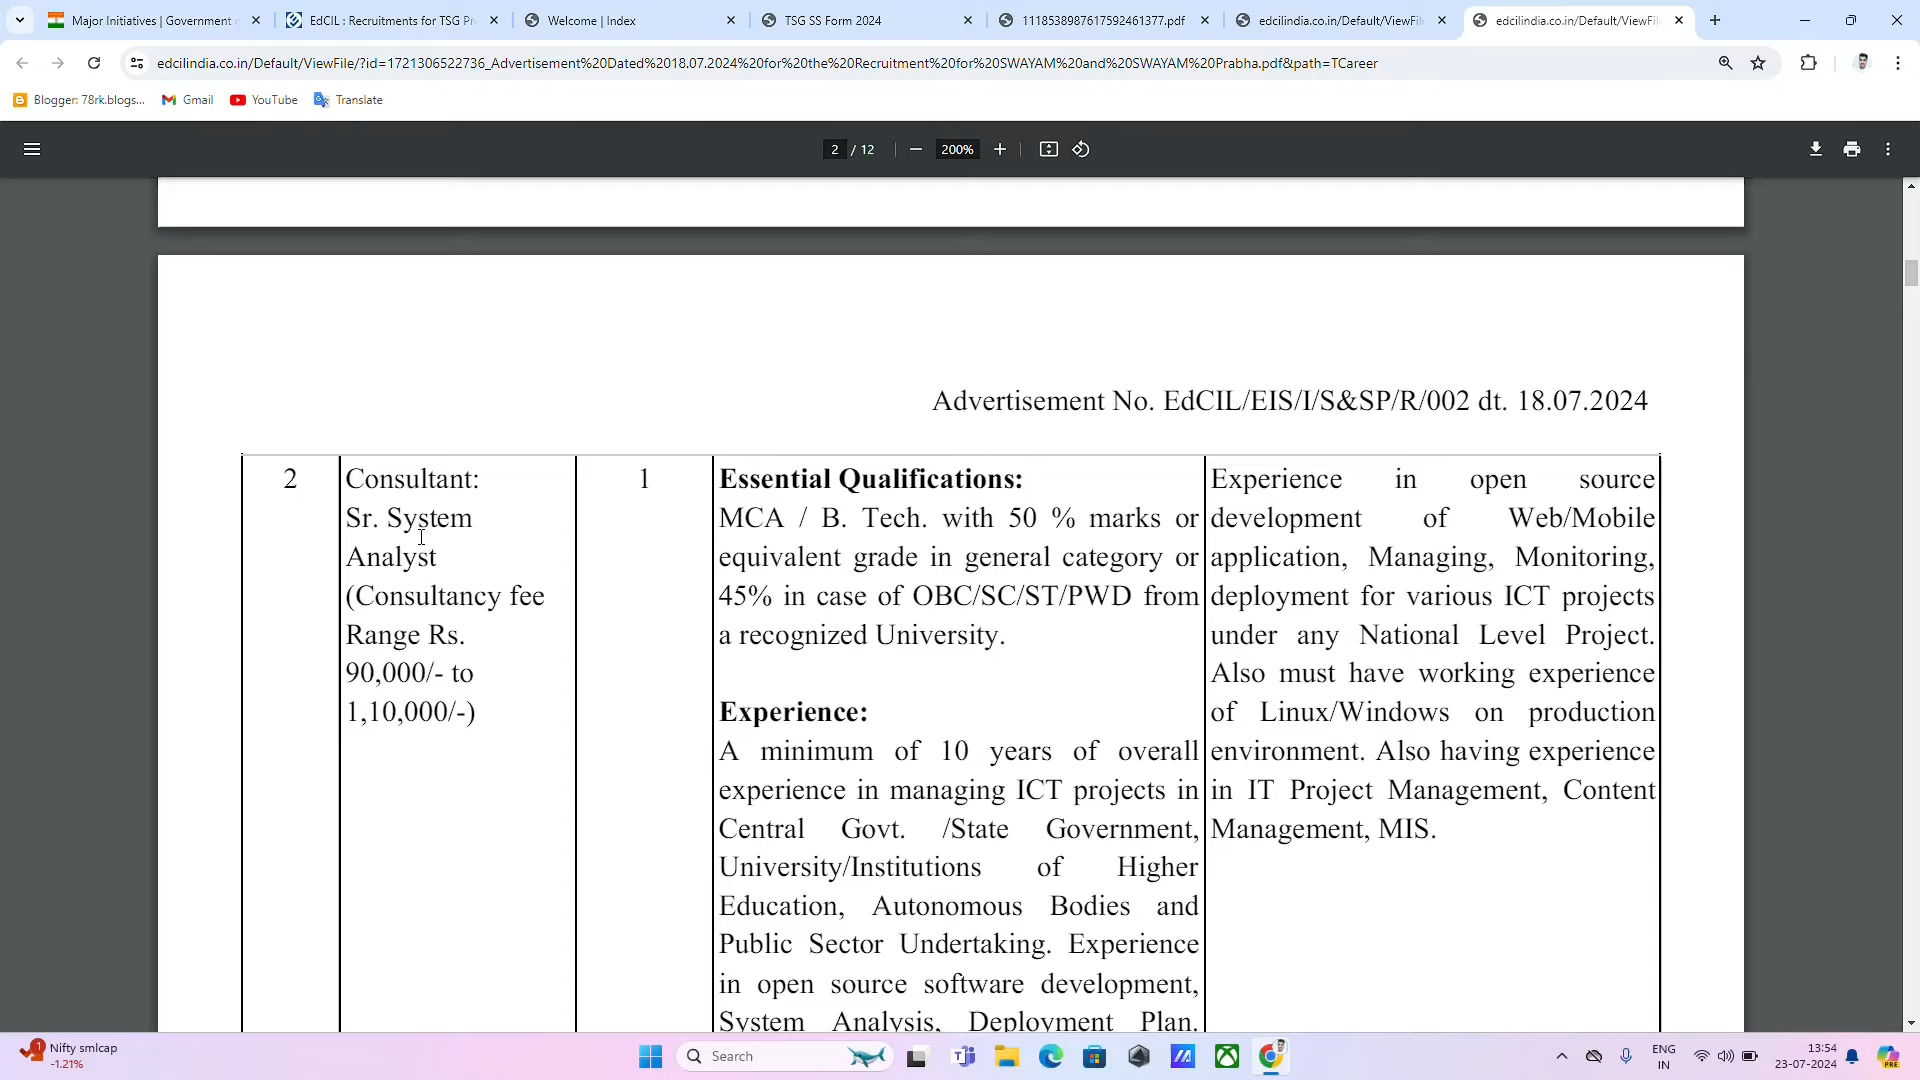 Major Initiatives | Government
EdCIL : Recruitments for TSG Pr
Welcome | Index
TSG SS Form 2024
11185389876175924613​77.pdf
edcilindia.co.in/Default/ViewFil
edcilindia.co.in/Default/ViewFil
edcilindia.co.in/Default/ViewFile/?id=1721306522736_Advertisement%20Dated%2018.07.2024%20for%20the%20Recruitment%20for%20SWAYAM%20and%20SWAYAM%20Prabha.pdf&path=TCareer
Blogger: 78rk.blogs...
Gmail
YouTube
Translate
2 / 12
200%
Advertisement No. EdCIL/EIS/I/S&SP/R/002 dt. 18.07.2024
2
Consultant:
Sr. System
Analyst
(Consultancy fee
Range Rs.
90,000/- to
1,10,000/-)
1
Essential Qualifications:
MCA / B. Tech. with 50 % marks or
equivalent grade in general category or
45% in case of OBC/SC/ST/PWD from
a recognized University.
Experience:
A minimum of 10 years of overall
experience in managing ICT projects in
Central Govt. /State Government,
University/Institutions of Higher
Education, Autonomous Bodies and
Public Sector Undertaking. Experience
in open source software development,
System Analysis, Deployment Plan.
Experience in open source
development of Web/Mobile
application, Managing, Monitoring,
deployment for various ICT projects
under any National Level Project.
Also must have working experience
of Linux/Windows on production
environment. Also having experience
in IT Project Management, Content
Management, MIS.
1
Nifty smlcap
-1.21%
Search
ENG
IN
13:54
23-07-2024
PRE